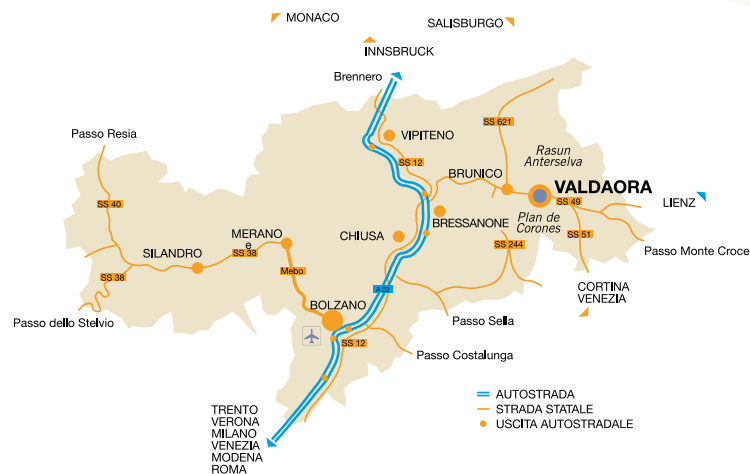 MONACO
SALISBURGO
INNSBRUCK
Brennero
SS 621
Passo Resia
VIPITENO
Rasun
Anterselva
SS 12
BRUNICO
VALDAORA
SS 40
SS 49
LIENZ
BRESSANONE
Plan de
Corones
MERANO
e
CHIUSA
SS 51
SS 244
SILANDRO
SS 38
Passo Monte Croce
Mebo
SS 38
A 22
CORTINA
VENEZIA
BOLZANO
Passo dello Stelvio
Passo Sella
SS 12
Passo Costalunga
AUTOSTRADA
STRADA STATALE
USCITA AUTOSTRADALE
TRENTO
VERONA
MILANO
VENEZIA
MODENA
ROMA